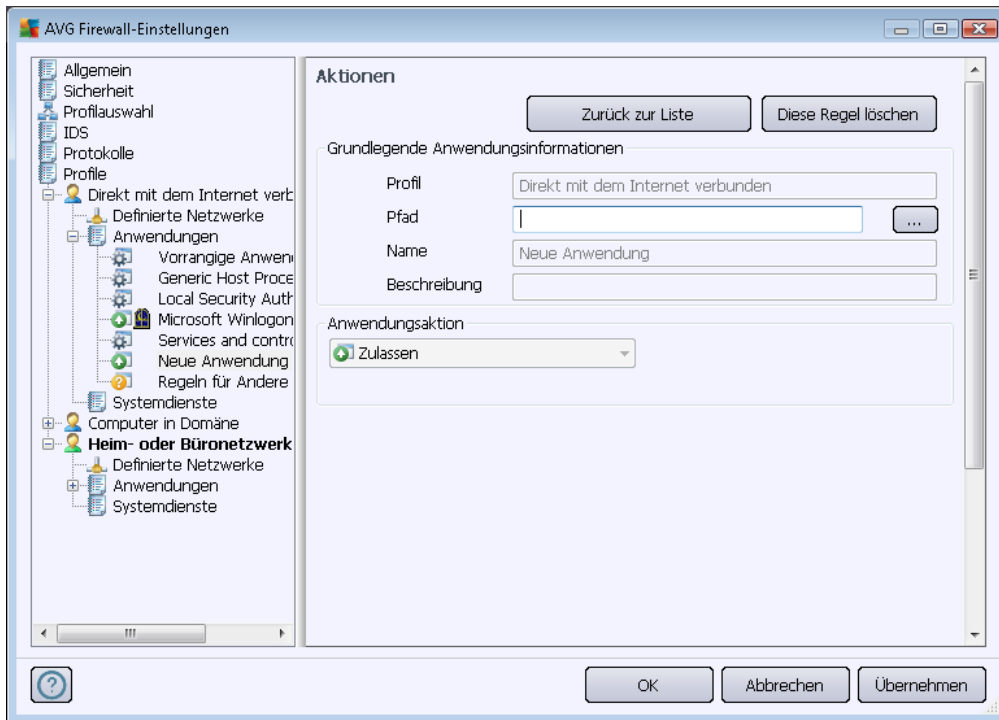 AVG Firewall-Einstellungen
Allgemein
Sicherheit
Profilauswahl
IDS
Protokolle
Profile
Direkt mit dem Internet verb
Definierte Netzwerke
Anwendungen
Vorrangige Anwen
Generic Host Proce
Local Security Auth
Microsoft Winlogon
Services and contro
Neue Anwendung
Regeln für Andere
Systemdienste
Computer in Domäne
Heim- oder Büronetzwerk
Definierte Netzwerke
Anwendungen
Systemdienste
Aktionen
Zurück zur Liste
Diese Regel löschen
Grundlegende Anwendungsinformationen
Profil
Direkt mit dem Internet verbunden
Pfad
...
Name
Neue Anwendung
Beschreibung
Anwendungsaktion
Zulassen
?
OK
Abbrechen
Übernehmen